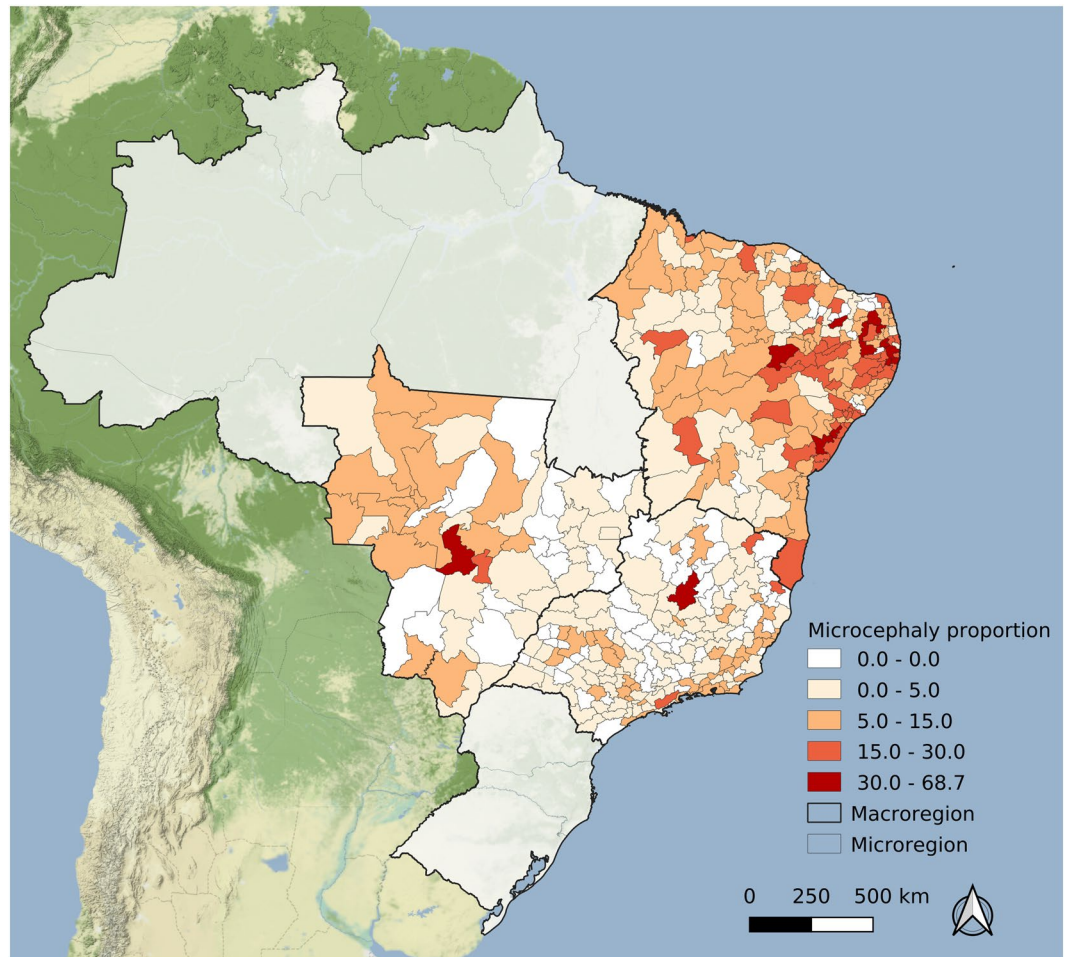 Microcephaly proportion
0.0 - 0.0
0.0 - 5.0
5.0 - 15.0
15.0 - 30.0
30.0 - 68.7
Macroregion
Microregion
0 250 500 km